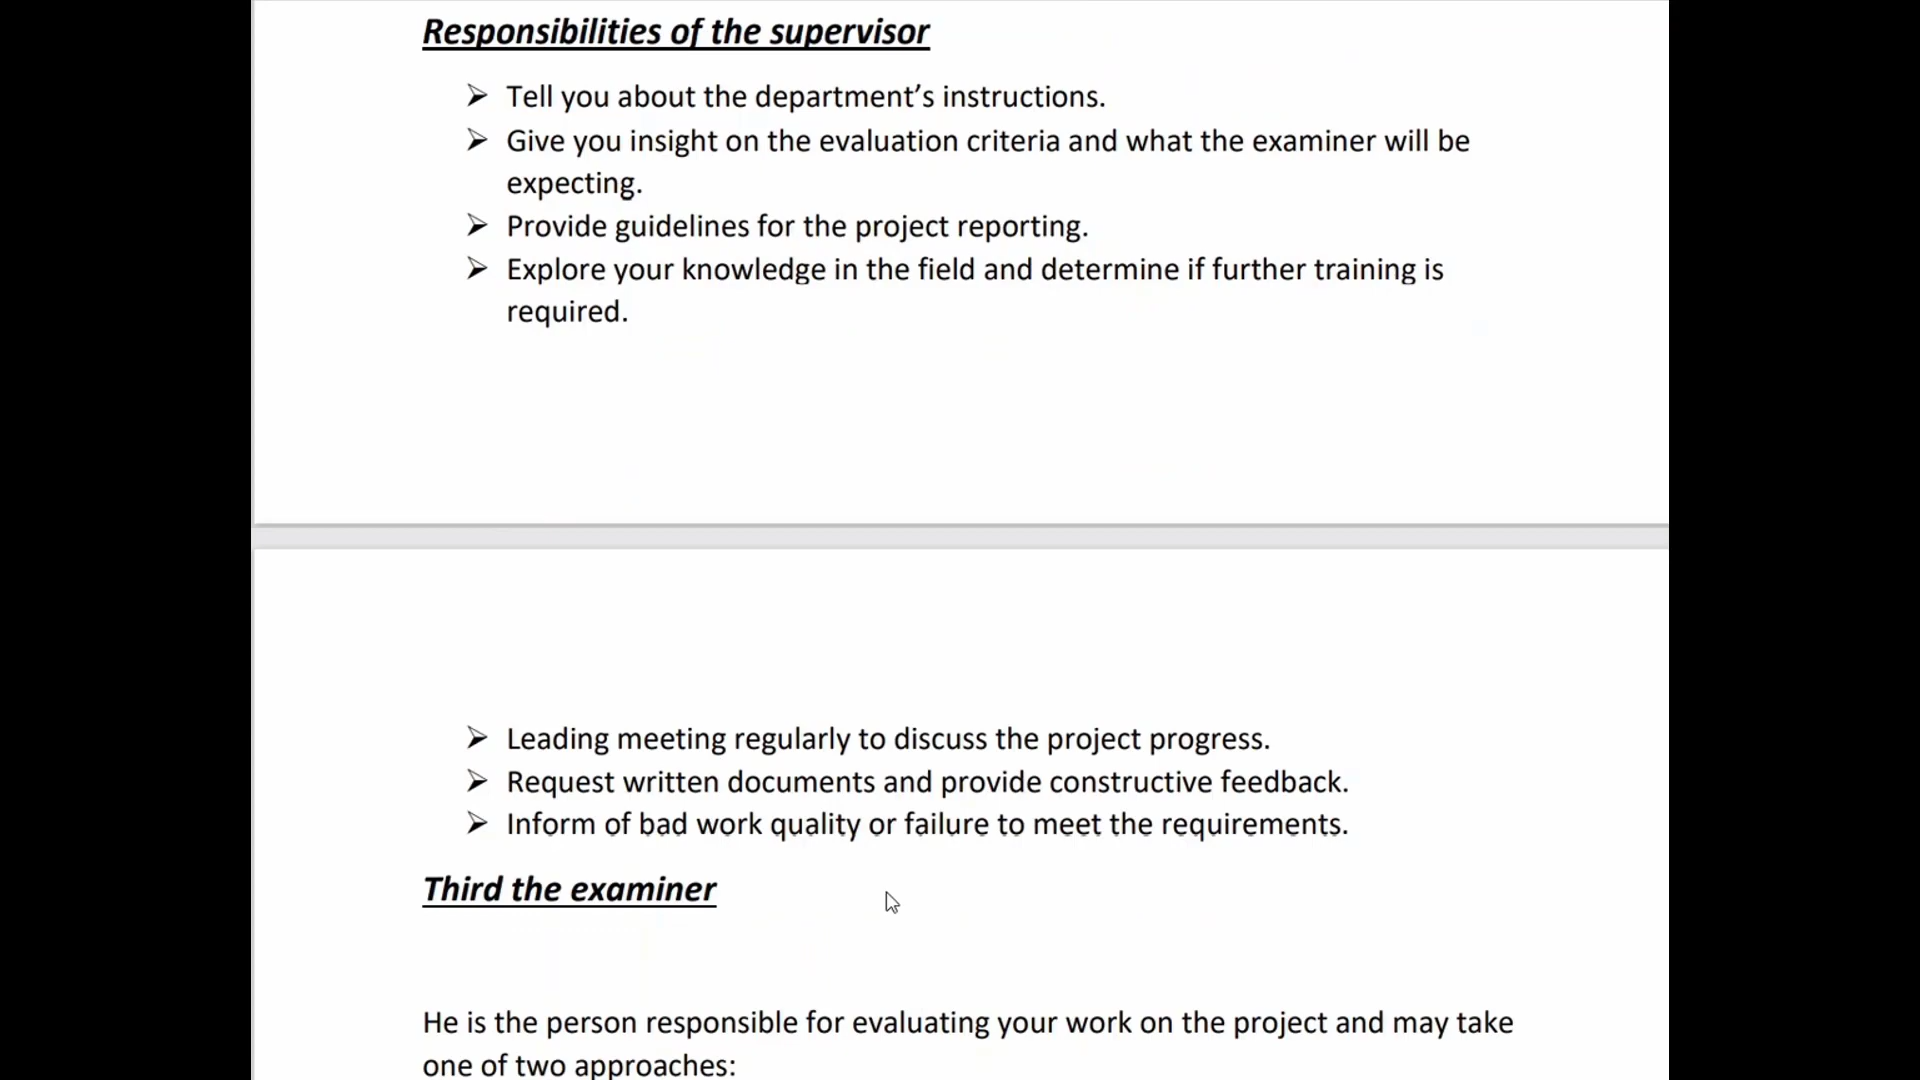 Responsibilities of the supervisor
➢ Tell you about the department’s instructions.
➢ Give you insight on the evaluation criteria and what the examiner will be
expecting.
➢ Provide guidelines for the project reporting.
➢ Explore your knowledge in the field and determine if further training is
required.
➢ Leading meeting regularly to discuss the project progress.
➢ Request written documents and provide constructive feedback.
➢ Inform of bad work quality or failure to meet the requirements.
Third the examiner
He is the person responsible for evaluating your work on the project and may take
one of two approaches: